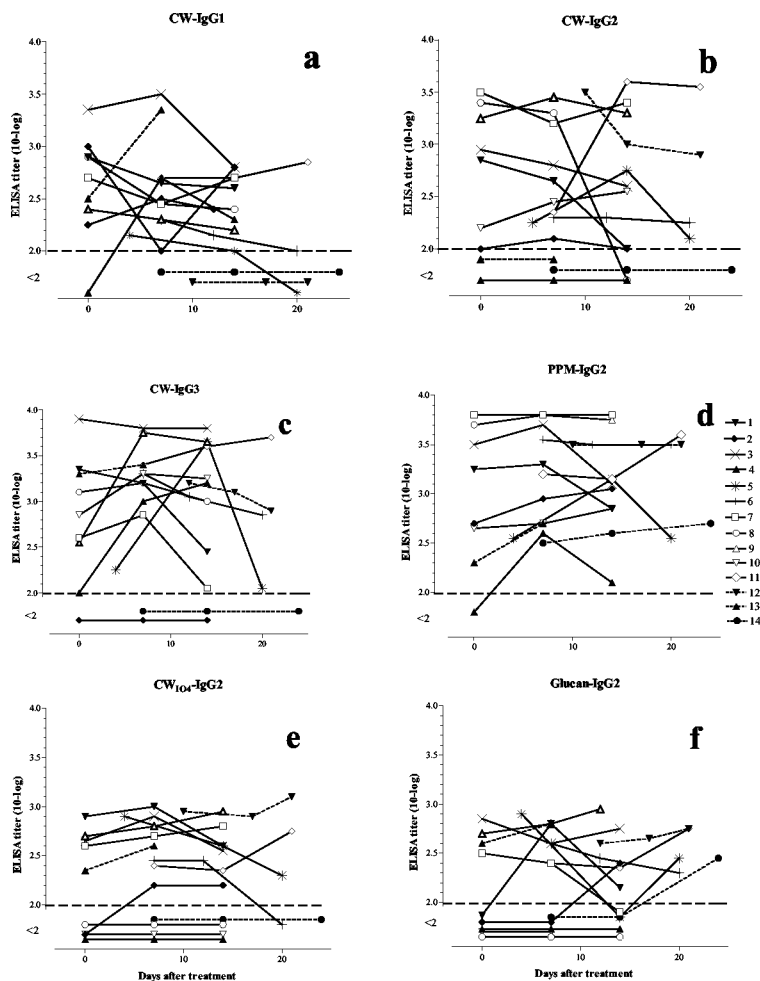 CW-IgG1
a
ELISA titer (10-log)
4.0
3.5
3.0
2.5
2.0
<2
0 10 20
CW-IgG2
b
ELISA titer (10-log)
4.0
3.5
3.0
2.5
2.0
<2
0 10 20
CW-IgG3
c
ELISA titer (10-log)
4.0
3.5
3.0
2.5
2.0
<2
0 10 20
PPM-IgG2
d
ELISA titer (10-log)
4.0
3.5
3.0
2.5
2.0
<2
0 10 20
1
2
3
4
5
6
7
8
9
10
11
12
13
14
CWIO4-IgG2
e
ELISA titer (10-log)
4.0
3.5
3.0
2.5
2.0
<2
0 10 20
Days after treatment
Glucan-IgG2
f
ELISA titer (10-log)
4.0
3.5
3.0
2.5
2.0
<2
0 10 20
Days after treatment